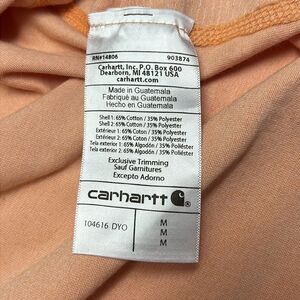 RN#14806 903874
Carhartt, Inc. P.O. Box 600
Dearborn, MI 48121 USA
carhartt.com
Made in Guatemala
Fabriqué au Guatemala
Hecho en Guatemala
Shell 1: 65% Cotton / 35% Polyester
Shell 2: 65% Cotton / 35% Polyester
Extérieur 1: 65% Coton / 35% Polyester
Extérieur 2: 65% Coton / 35% Polyester
Tela exterior 1: 65% Algodón / 35% Poliester
Tela exterior 2: 65% Algodón / 35% Poliester
Exclusive Trimming
Sauf Garnitures
Excepto Adorno
carhartt
104616 DYO M
M
M